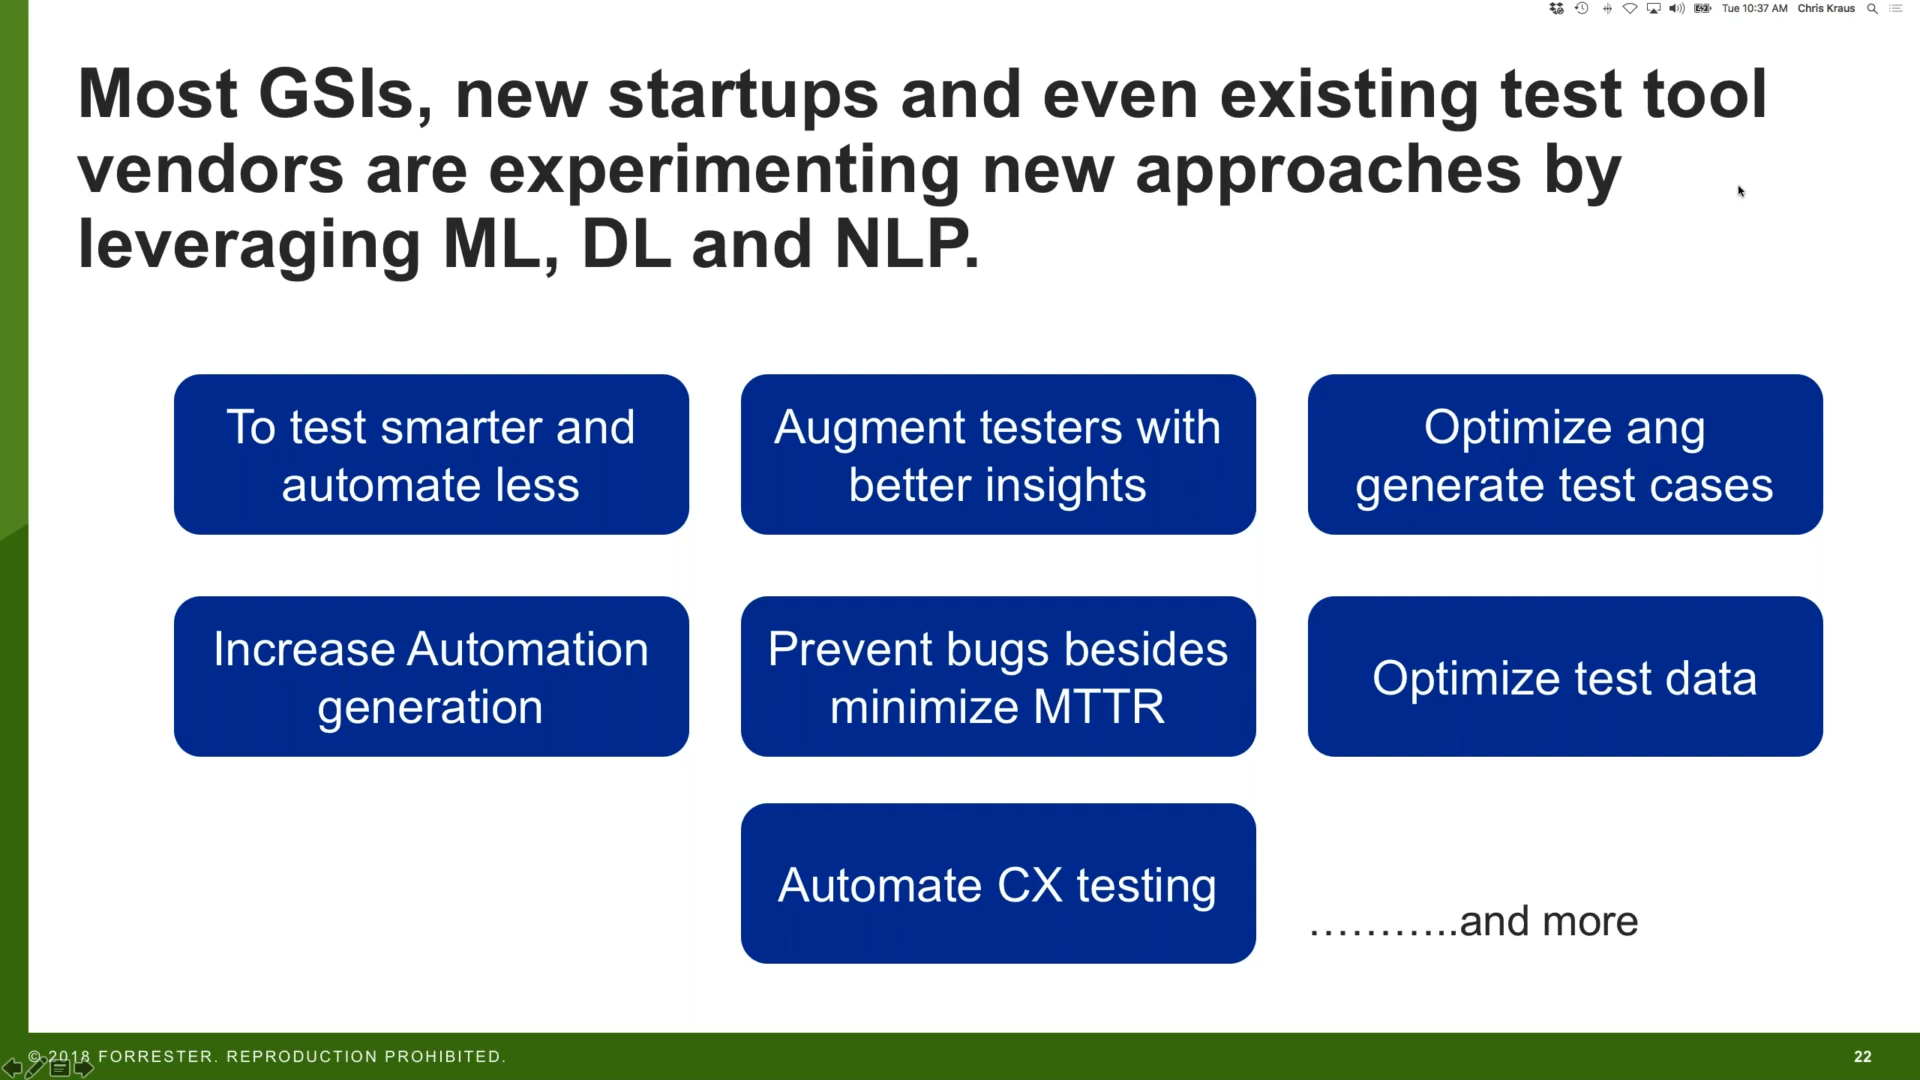 Tue 10:37 AM Chris Kraus
Most GSIs, new startups and even existing test tool
vendors are experimenting new approaches by
leveraging ML, DL and NLP.
To test smarter and
automate less
Augment testers with
better insights
Optimize ang
generate test cases
Increase Automation
generation
Prevent bugs besides
minimize MTTR
Optimize test data
Automate CX testing
………..and more
© 2018 FORRESTER. REPRODUCTION PROHIBITED.
22